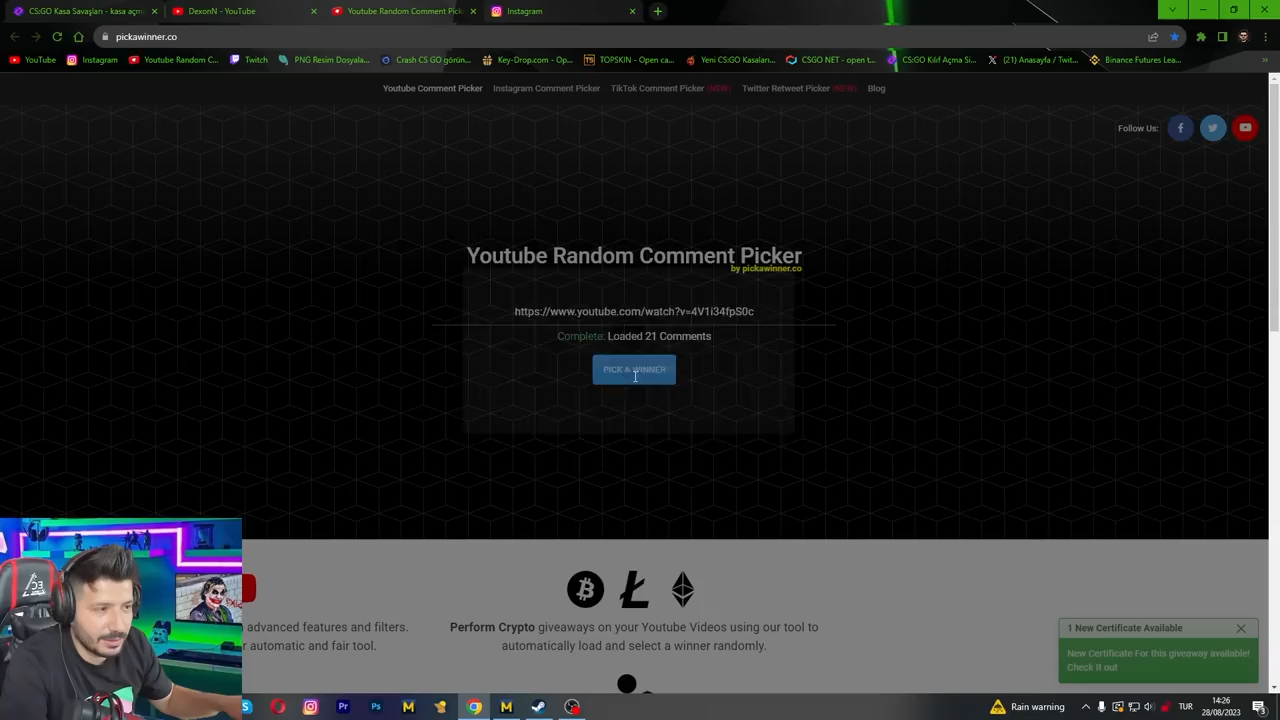 CS:GO Kasa Savaşları - kasa açm
DexonN - YouTube
Youtube Random Comment Picke
Instagram
pickawinner.co
YouTube
Instagram
Youtube Random C...
Twitch
PNG Resim Dosyala...
Crash CS GO görün...
Key-Drop.com - Op...
TOPSKIN - Open ca...
Yeni CS:GO Kasaları...
CSGO NET - open t...
CS:GO Kılıf Açma Si...
(21) Anasayfa / Twit...
Binance Futures Lea...
Youtube Comment Picker
Instagram Comment Picker
TikTok Comment Picker (NEW)
Twitter Retweet Picker (NEW)
Blog
Follow Us:
Youtube Random Comment Picker
by pickawinner.co
https://www.youtube.com/watch?v=4V1i34fpS0c
Complete: Loaded 21 Comments
PICK A WINNER
advanced features and filters.
r automatic and fair tool.
Perform Crypto giveaways on your Youtube Videos using our tool to
automatically load and select a winner randomly.
1 New Certificate Available
New Certificate For this giveaway available!
Check It out
Rain warning
TUR
14:26
28/08/2023